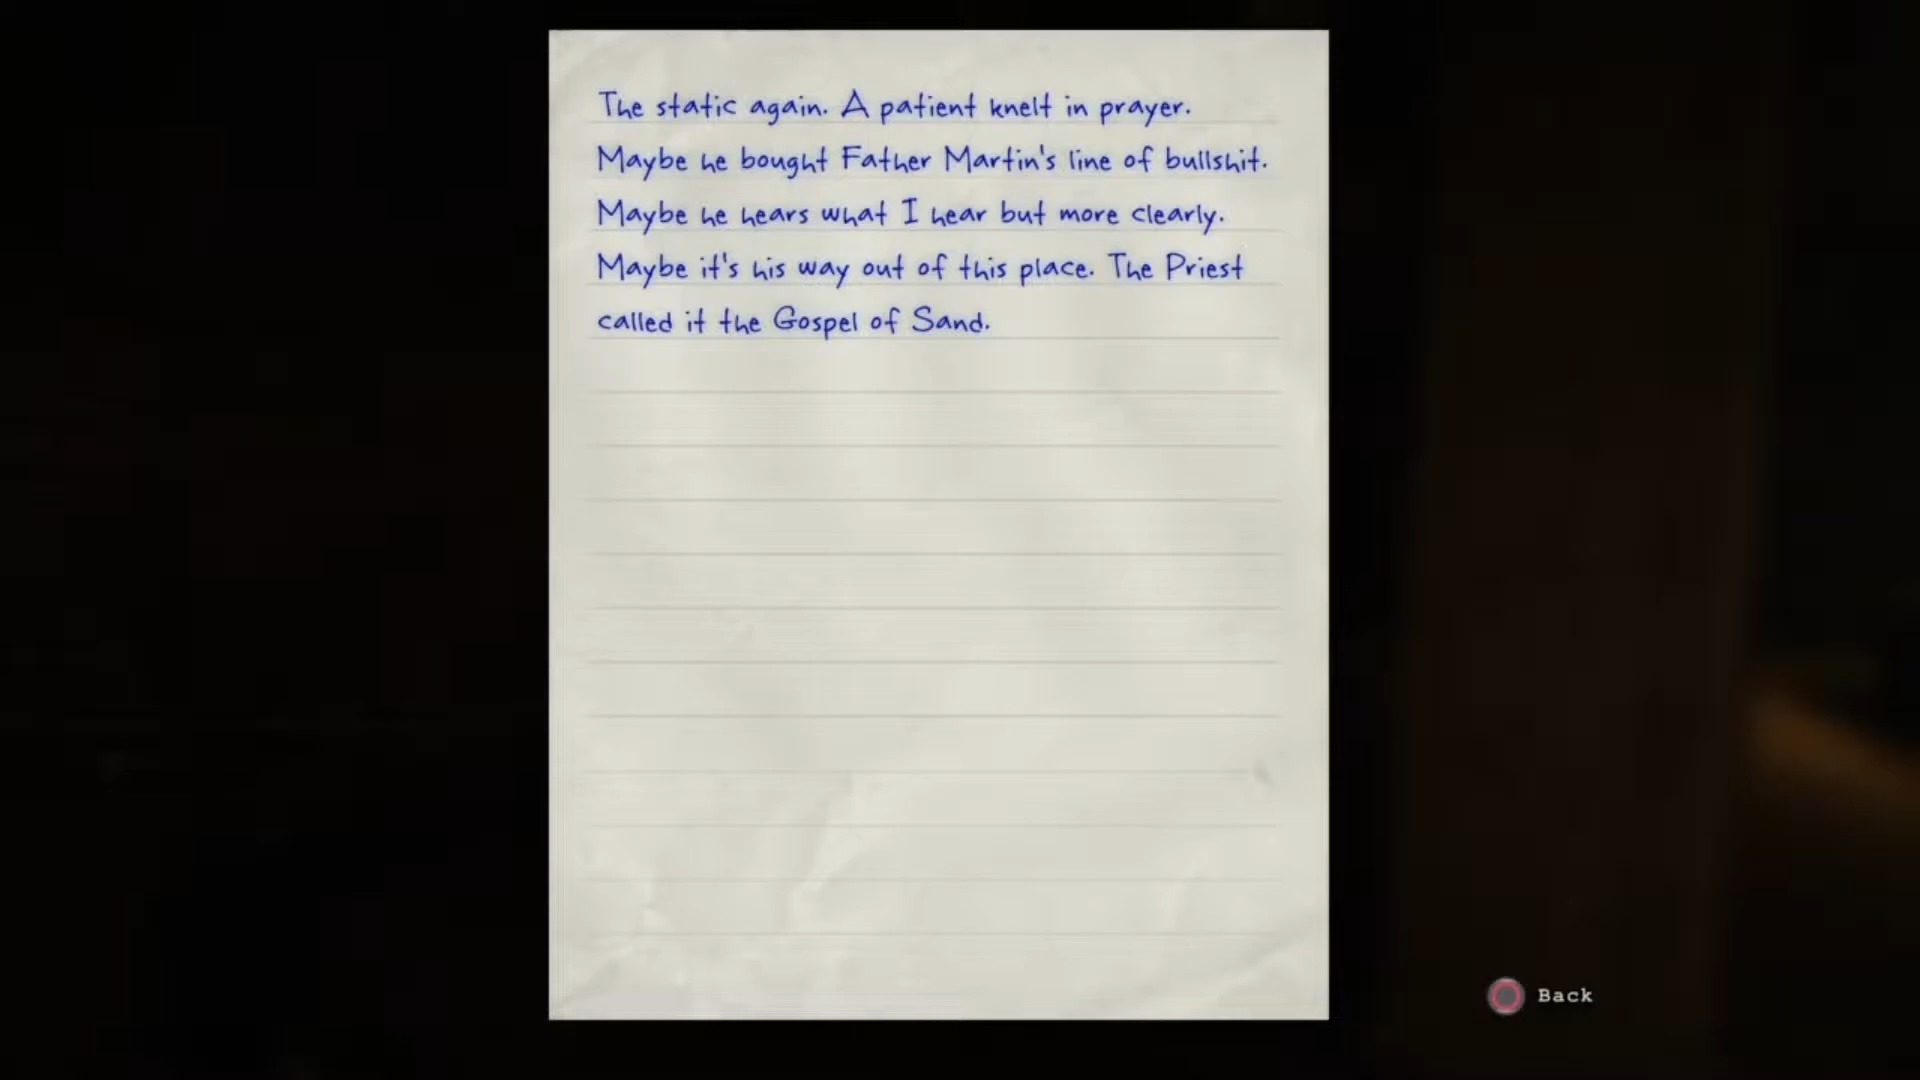 The static again. A patient knelt in prayer.
Maybe he bought Father Martin's line of bullshit.
Maybe he hears what I hear but more clearly.
Maybe it's his way out of this place. The Priest
called it the Gospel of Sand.
Back